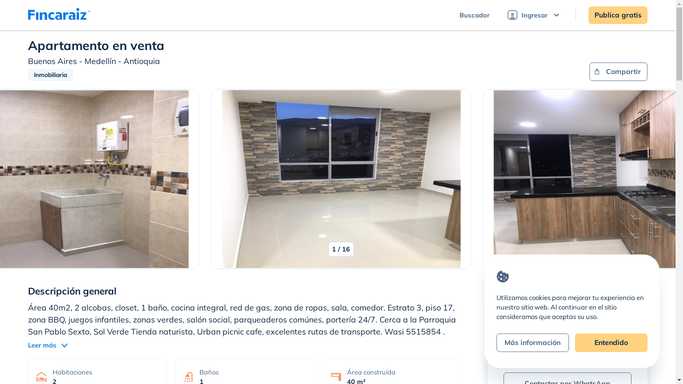 Fincaraiz
Buscador
Ingresar
Publica gratis
Apartamento en venta
Buenos Aires - Medellín - Antioquia
Inmobiliaria
Compartir
1 / 16
Descripción general
Área 40m2, 2 alcobas, closet, 1 baño, cocina integral, red de gas, zona de ropas, sala, comedor. Estrato 3, piso 17,
zona BBQ, juegos infantiles, zonas verdes, salón social, parqueaderos comúnes, portería 24/7. Cerca a la Parroquia
San Pablo Sexto, Sol Verde Tienda naturista, Urban picnic cafe, excelentes rutas de transporte. Wasi 5515854 .
Leer más
Habitaciones
2
Baños
1
Área construida
40 m²
Utilizamos cookies para mejorar tu experiencia en
nuestro sitio web. Al continuar en el sitio
consideramos que aceptas su uso.
Más información
Entendido
Contactar por WhatsApp